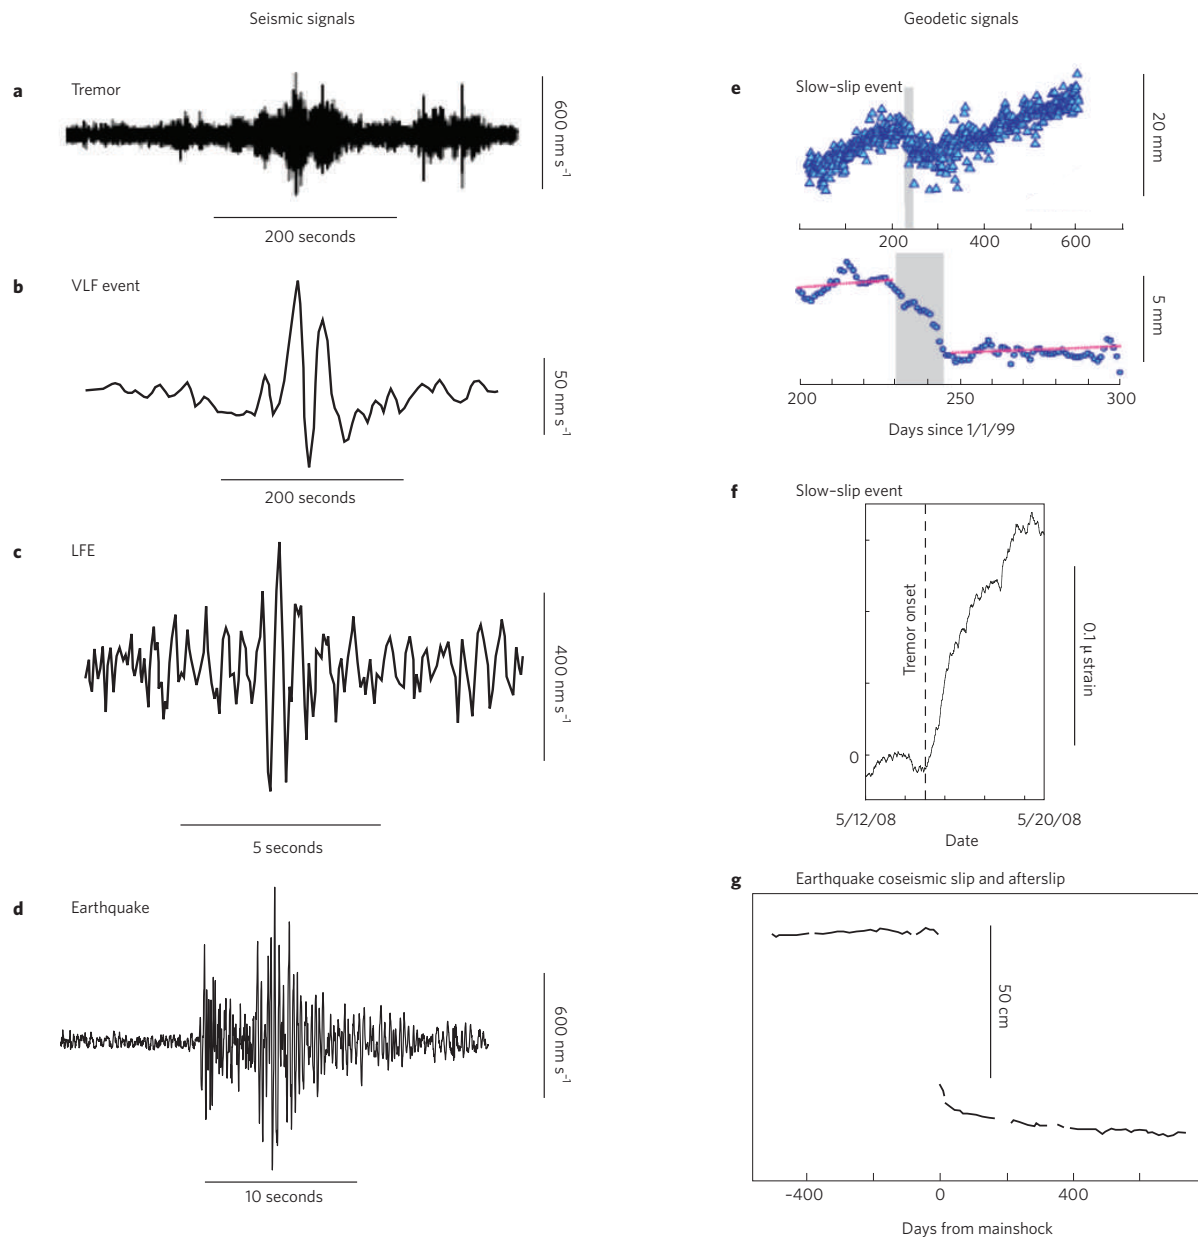 Seismic signals
a Tremor
600 nm s⁻¹
200 seconds
b VLF event
50 nm s⁻¹
200 seconds
c LFE
400 nm s⁻¹
5 seconds
d Earthquake
600 nm s⁻¹
10 seconds
Geodetic signals
e Slow–slip event
20 mm
200 400 600
5 mm
200 250 300
Days since 1/1/99
f Slow–slip event
Tremor onset
0.1 µ strain
0
5/12/08 5/20/08
Date
g Earthquake coseismic slip and afterslip
50 cm
–400 0 400
Days from mainshock